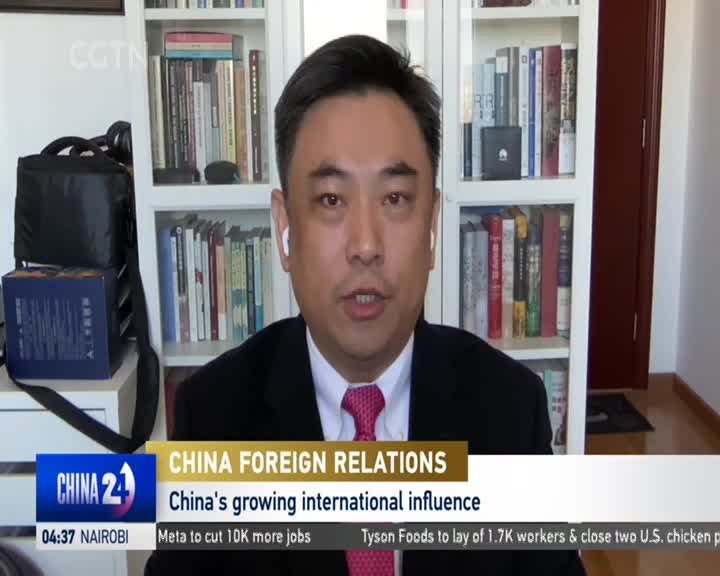 CGTN
CHINA FOREIGN RELATIONS
CHINA 24
China's growing international influence
04:37 NAIROBI
Meta to cut 10K more jobs
Tyson Foods to lay of 1.7K workers & close two U.S. chicken p